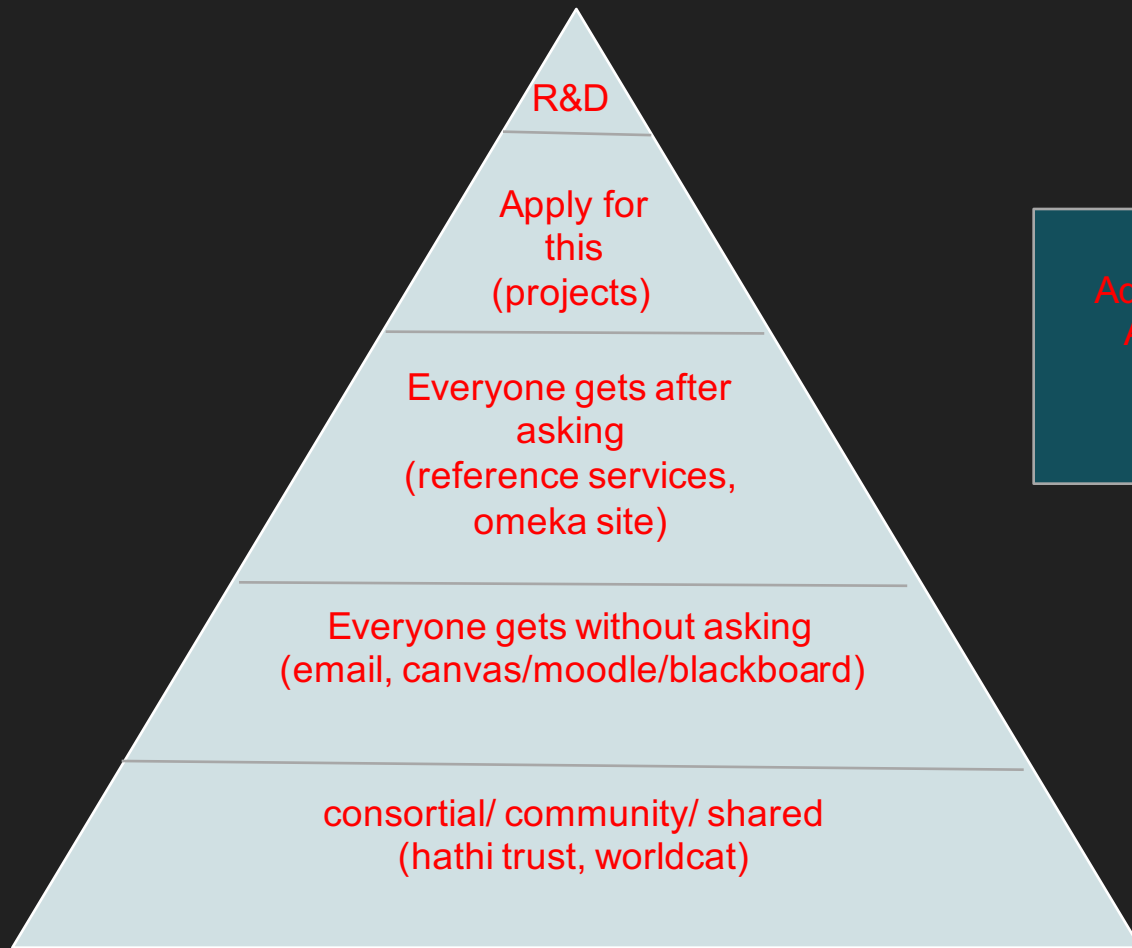 R&D
Apply for
this
(projects)
Everyone gets after
asking
(reference services,
omeka site)
Everyone gets without asking
(email, canvas/moodle/blackboard)
consortial/ community/ shared
(hathi trust, worldcat)